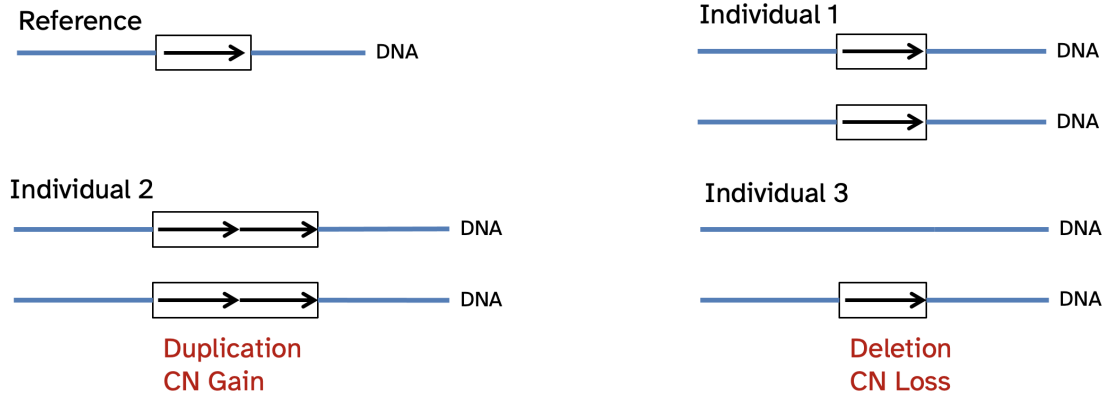 Reference
DNA
Individual 1
DNA
DNA
Individual 2
DNA
DNA
Duplication
CN Gain
Individual 3
DNA
DNA
Deletion
CN Loss